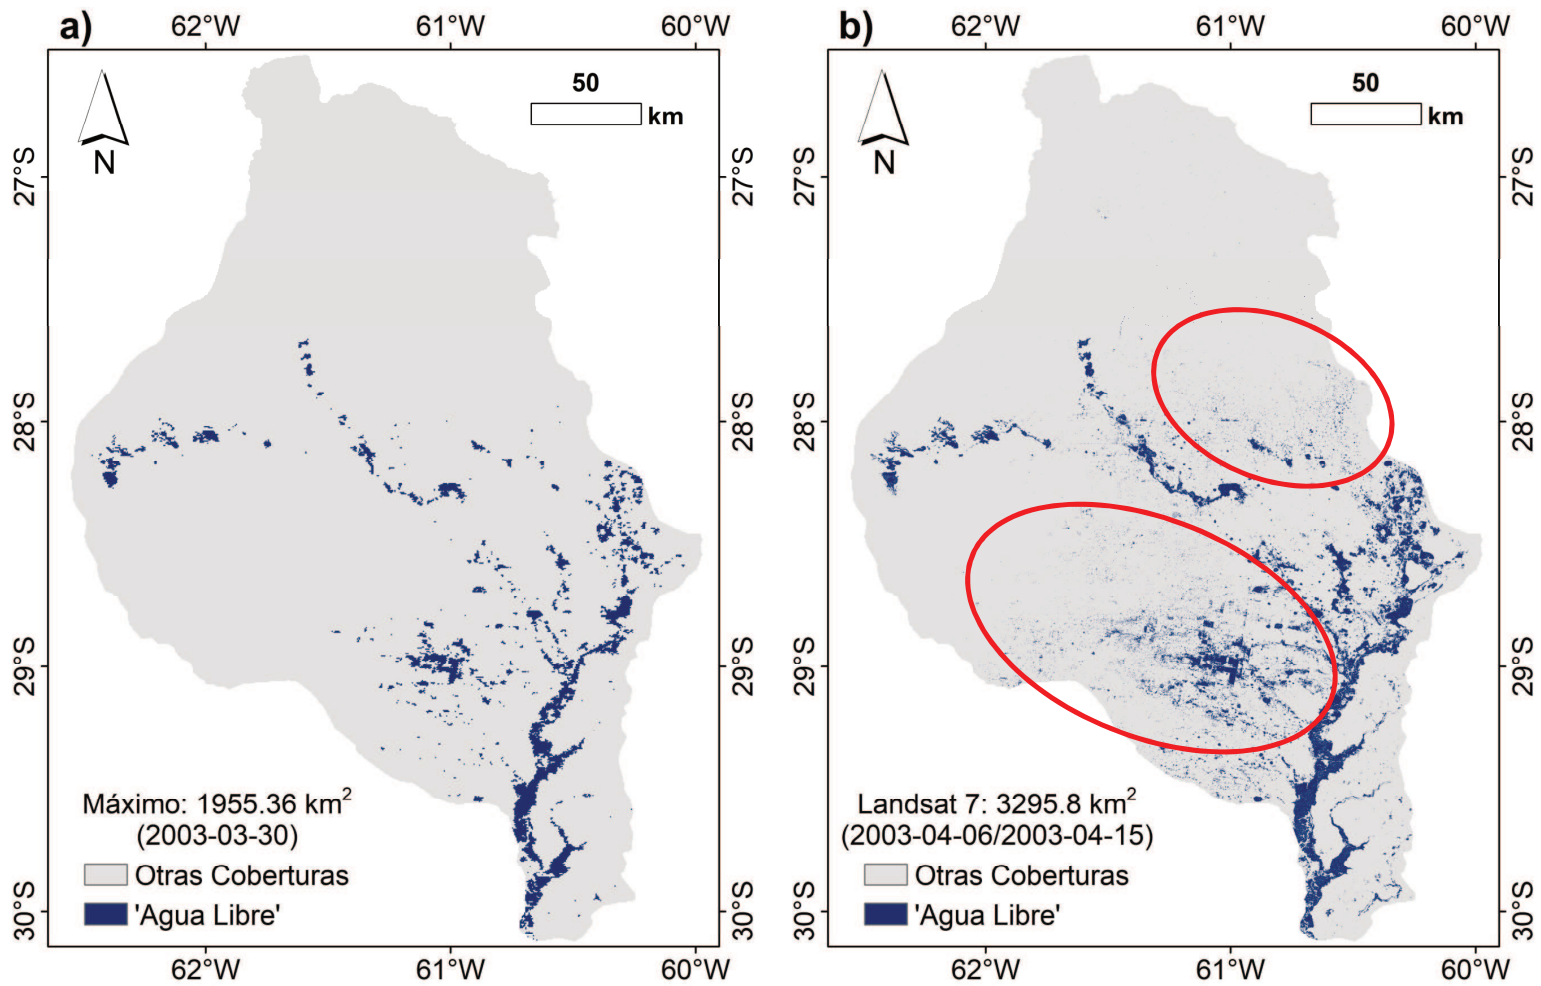 a)
62°W 61°W 60°W
50
km
N
27°S 27°S
28°S 28°S
29°S 29°S
30°S 30°S
Máximo: 1955.36 km²
(2003-03-30)
Otras Coberturas
'Agua Libre'
62°W 61°W 60°W
b)
62°W 61°W 60°W
50
km
N
27°S 27°S
28°S 28°S
29°S 29°S
30°S 30°S
Landsat 7: 3295.8 km²
(2003-04-06/2003-04-15)
Otras Coberturas
'Agua Libre'
62°W 61°W 60°W